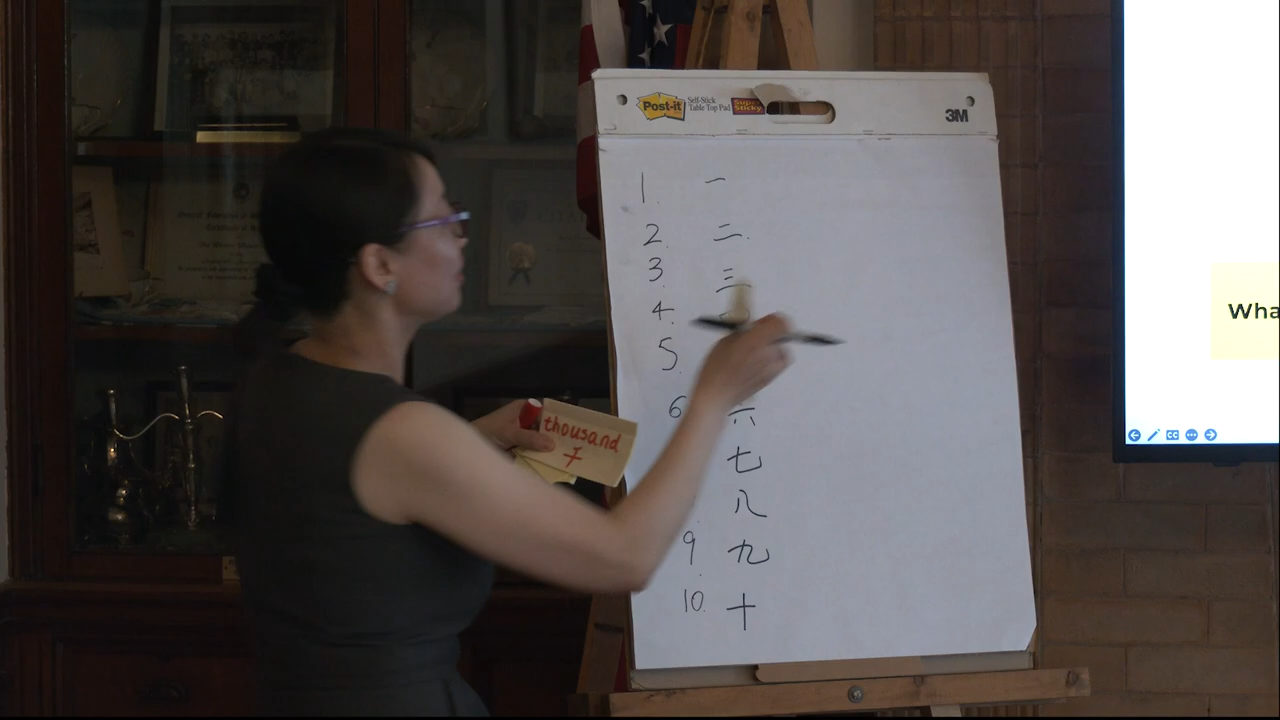 Post-it
Self-Stick
Table Top Pad
Super
Sticky
3M
1. 一
2. 二
3. 三
4.
5.
6 六
七
八
9. 九
10. 十
thousand
千
Wha